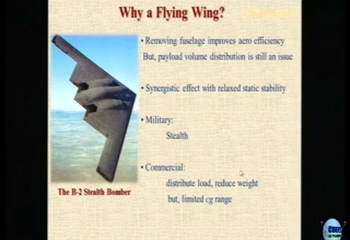 Why a Flying Wing?
• Removing fuselage improves aero efficiency
But, payload volume distribution is still an issue
• Synergistic effect with relaxed static stability
• Military:
Stealth
• Commercial:
distribute load, reduce weight
but, limited cg range
The B-2 Stealth Bomber